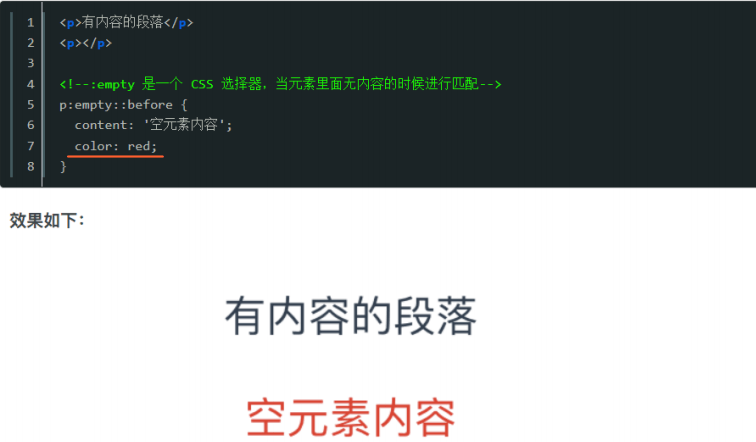 1 <p>有内容的段落</p>
2 <p></p>
3
4 <!--:empty 是一个 CSS 选择器，当元素里面无内容的时候进行匹配-->
5 p:empty::before {
6   content: '空元素内容';
7   color: red;
8 }
效果如下：
有内容的段落
空元素内容